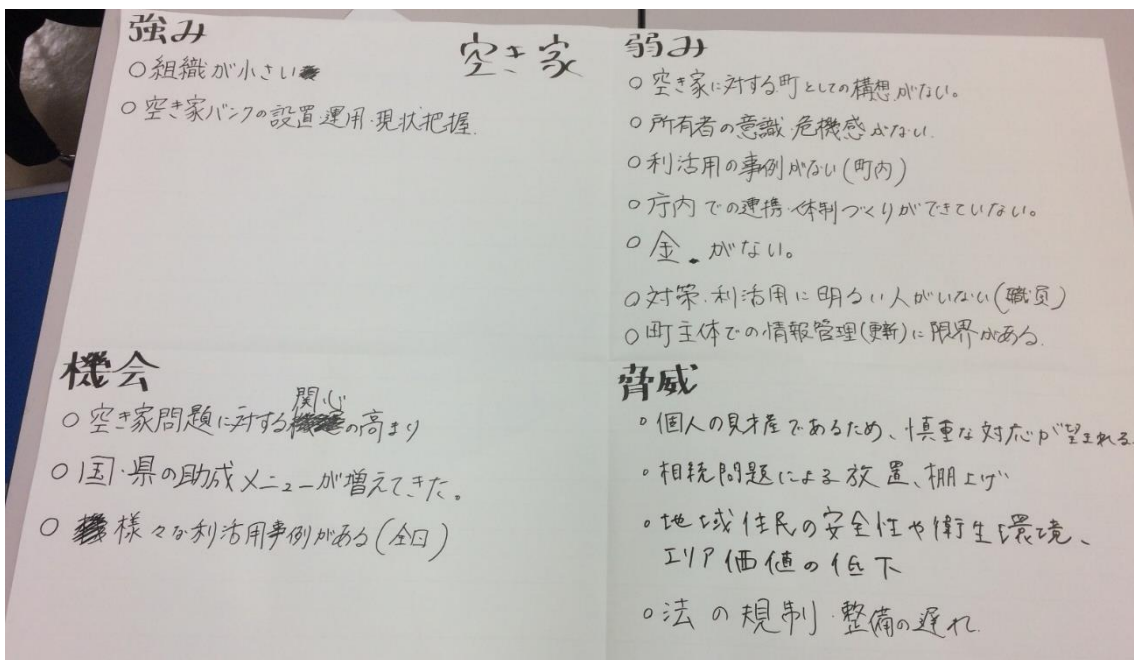 空き家
強み
○組織が小さい
○空き家バンクの設置・運用・現状把握.
弱み
○空き家に対する町としての構想がない。
○所有者の意識・危機感がない.
○利活用の事例がない(町内)
○庁内での連携・体制づくりができていない。
○金 がない。
○対策・利活用に明るい人がいない(職員)
○町主体での情報管理(更新)に限界がある.
機会
○空き家問題に対する関心の高まり
○国・県の助成メニューが増えてきた。
○様々な利活用事例がある(全日)
脅威
○個人の財産であるため、慎重な対応が望まれる.
○相続問題による放置、棚上げ
○地域住民の安全性や衛生環境、
エリア価値の低下
○法の規制・整備の遅れ.